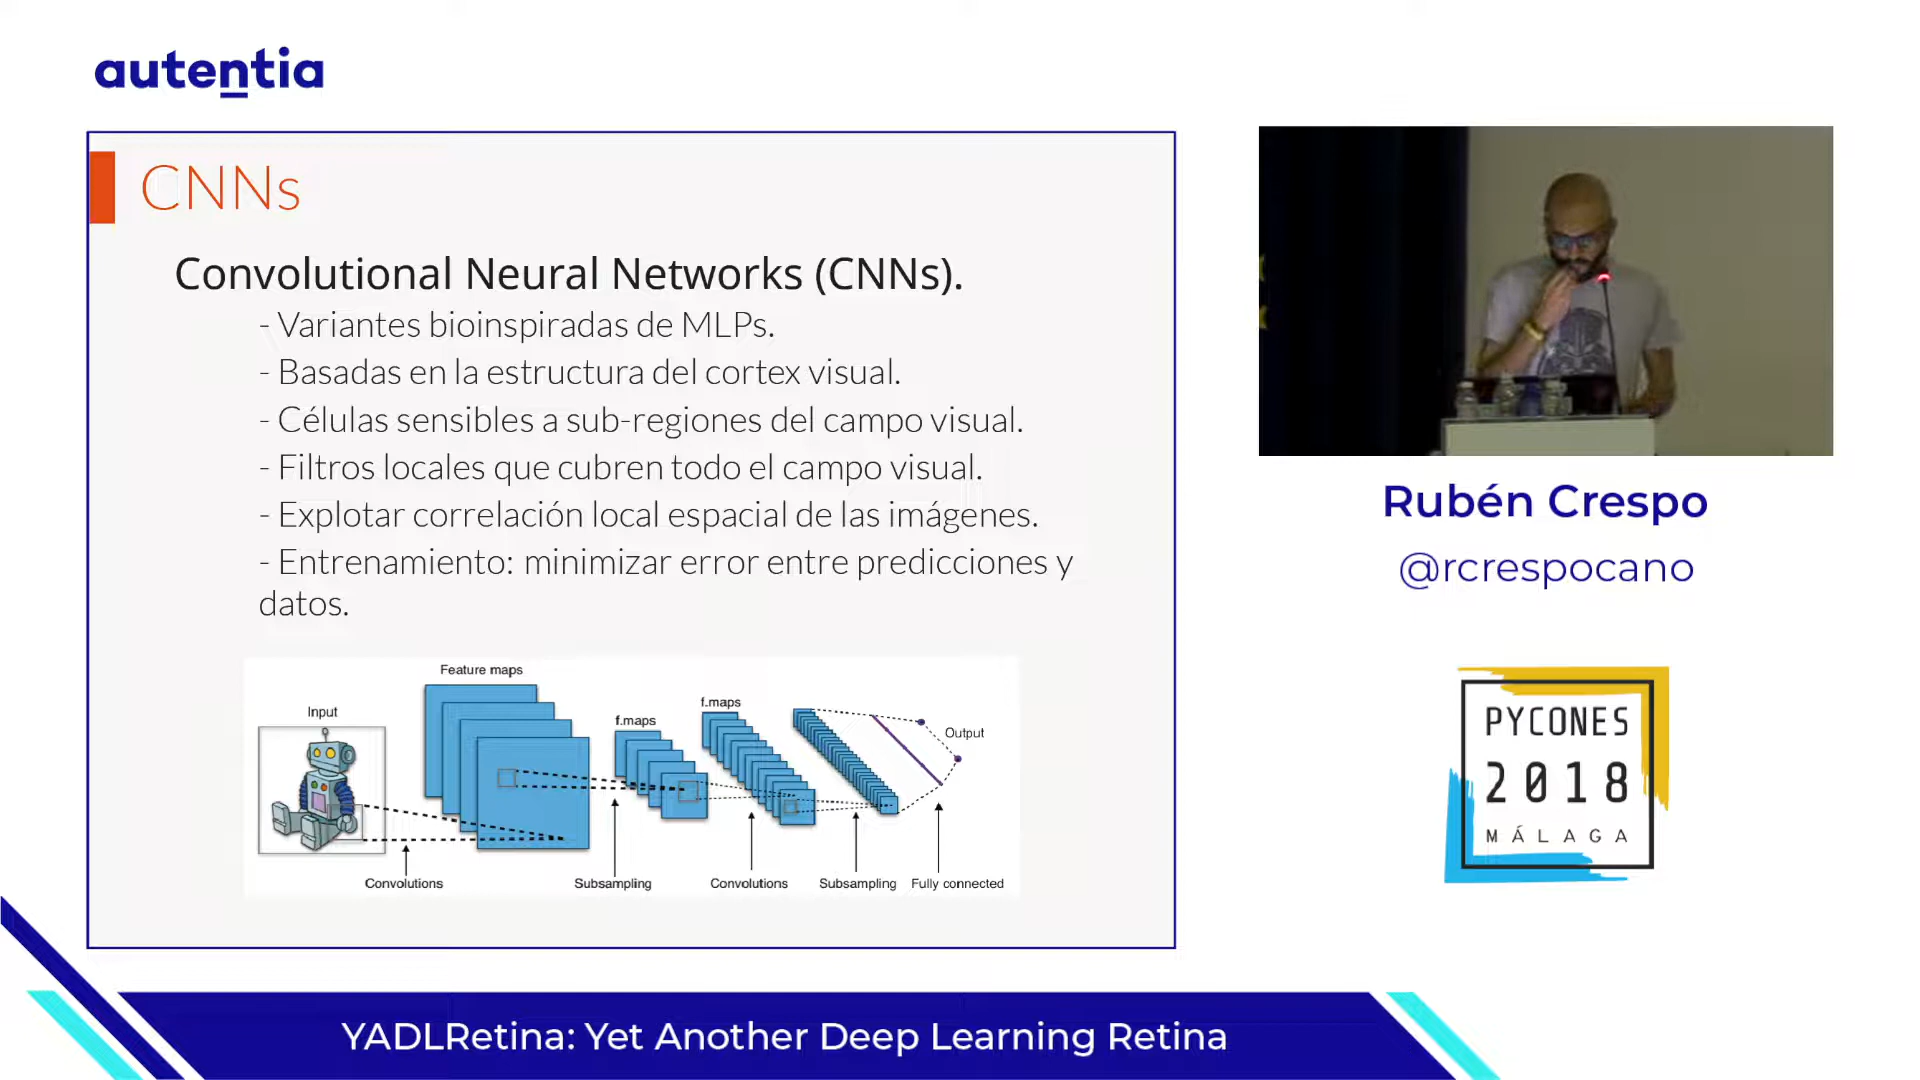 autentia
CNNs
Convolutional Neural Networks (CNNs).
- Variantes bioinspiradas de MLPs.
- Basadas en la estructura del cortex visual.
- Células sensibles a sub-regiones del campo visual.
- Filtros locales que cubren todo el campo visual.
- Explotar correlación local espacial de las imágenes.
- Entrenamiento: minimizar error entre predicciones y
datos.
Feature maps
Input
f.maps
f.maps
Output
Convolutions
Subsampling
Convolutions
Subsampling
Fully connected
Rubén Crespo
@rcrespocano
PYCONES
2018
MÁLAGA
YADLRetina: Yet Another Deep Learning Retina